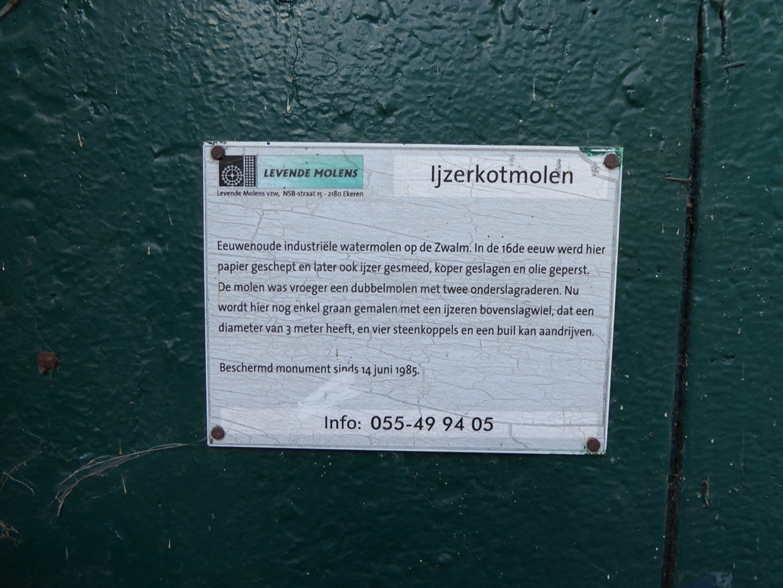 LEVENDE MOLENS
Levende Molens vzw, NSB-straat 15 - 2180 Ekeren
Ijzerkotmolen
Eeuwenoude industriële watermolen op de Zwalm. In de 16de eeuw werd hier
papier geschept en later ook ijzer gesmeed, koper geslagen en olie geperst.
De molen was vroeger een dubbelmolen met twee onderslagraderen. Nu
wordt hier nog enkel graan gemalen met een ijzeren bovenslagwiel, dat een
diameter van 3 meter heeft, en vier steenkoppels en een buil kan aandrijven.
Beschermd monument sinds 14 juni 1985.
Info: 055-49 94 05